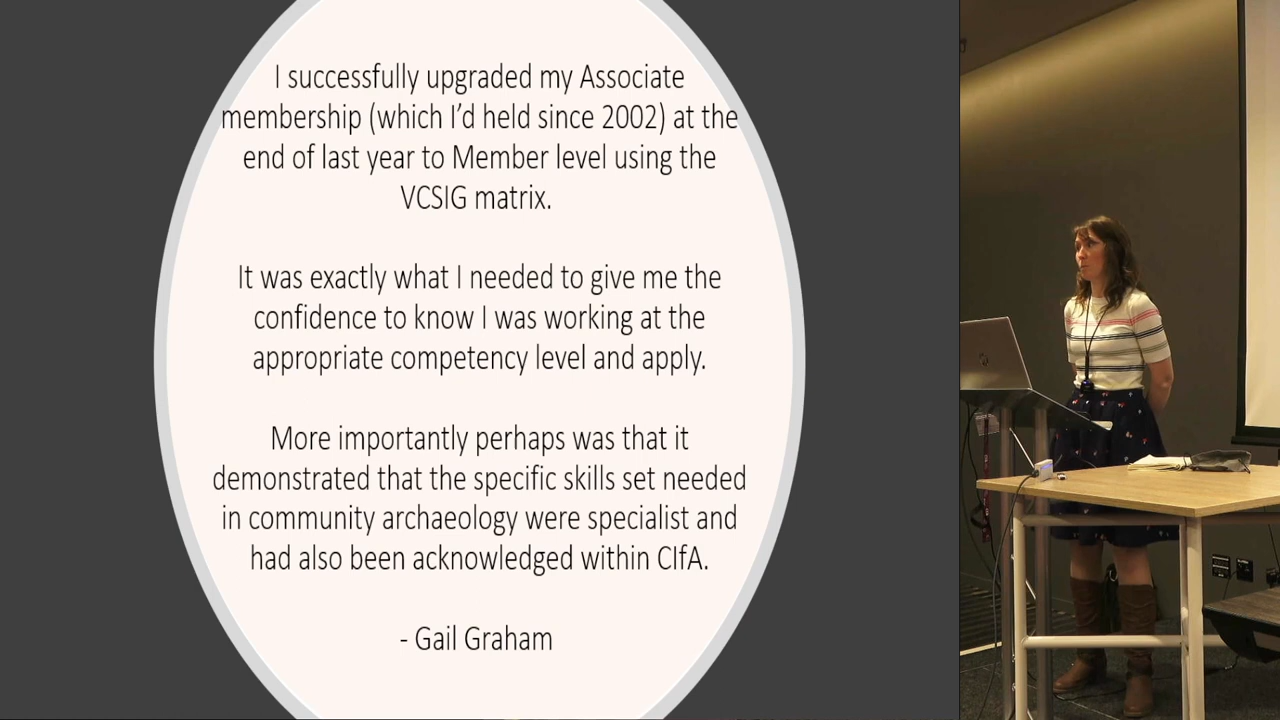 I successfully upgraded my Associate
membership (which I’d held since 2002) at the
end of last year to Member level using the
VCSIG matrix.
It was exactly what I needed to give me the
confidence to know I was working at the
appropriate competency level and apply.
More importantly perhaps was that it
demonstrated that the specific skills set needed
in community archaeology were specialist and
had also been acknowledged within CIfA.
- Gail Graham